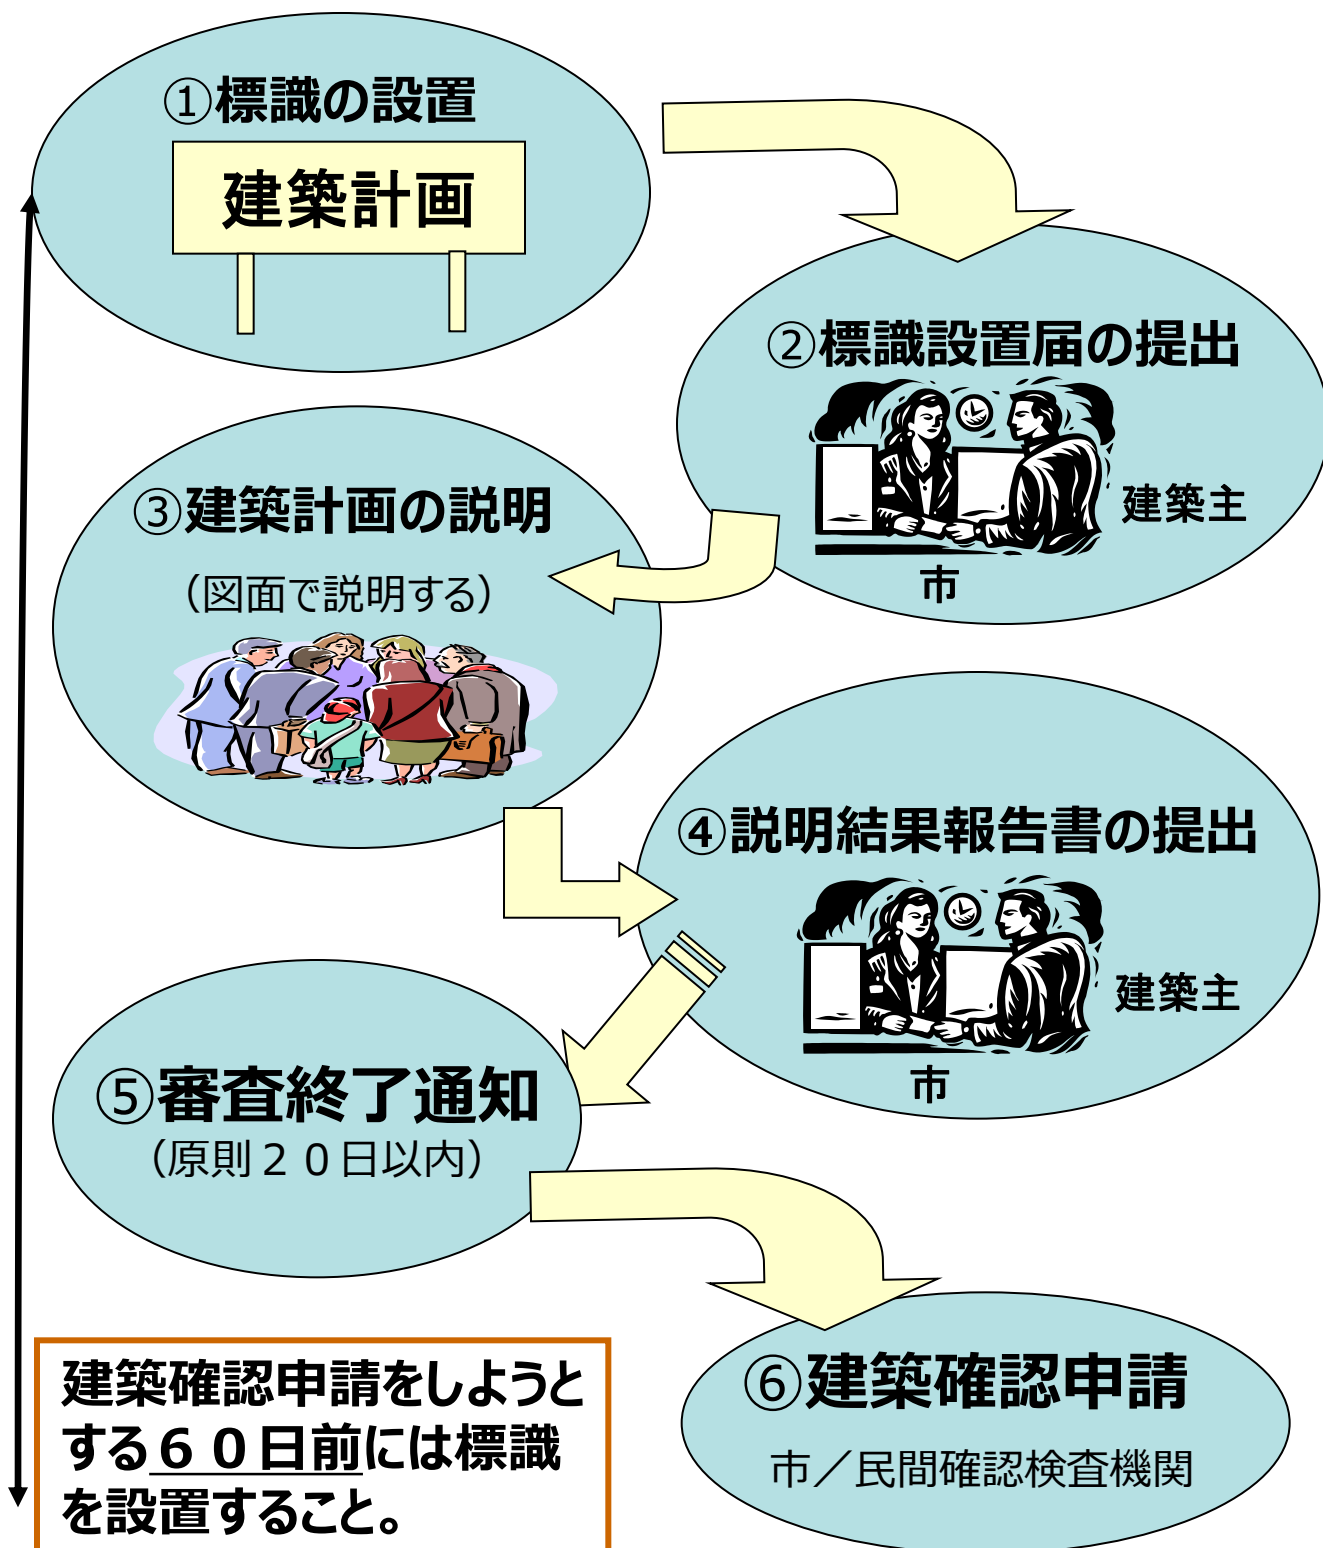 ①標識の設置
建築計画
②標識設置届の提出
建築主
市
③建築計画の説明
（図面で説明する）
④説明結果報告書の提出
建築主
市
⑤審査終了通知
（原則２０日以内）
⑥建築確認申請
市／民間確認検査機関
建築確認申請をしようと
する６０日前には標識
を設置すること。